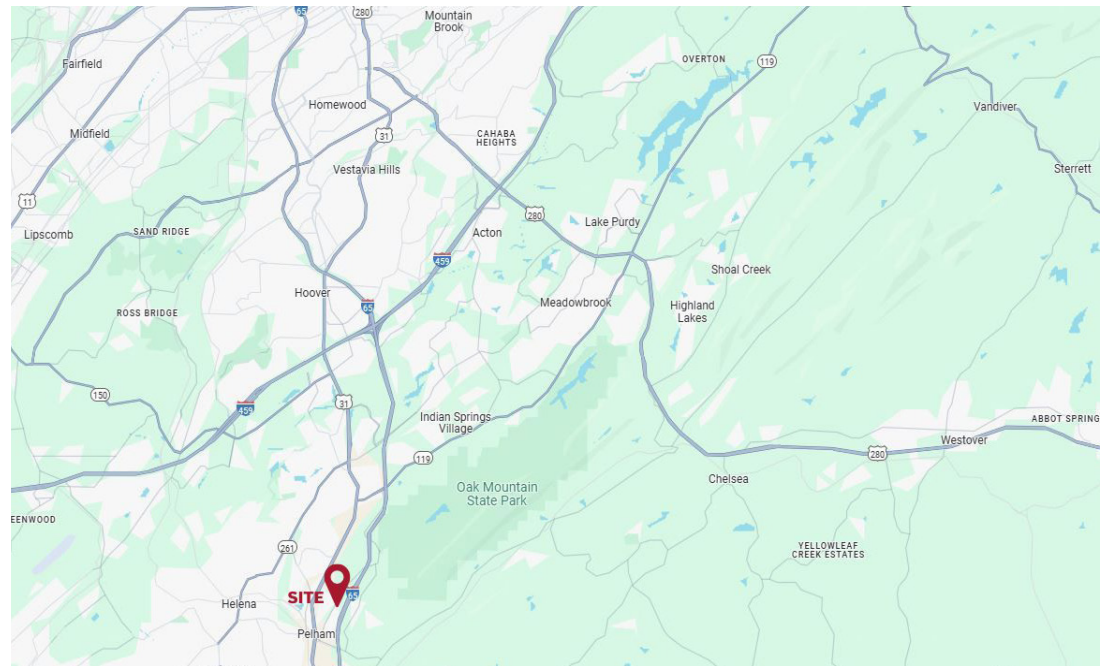 280
65
Mountain
Brook
Fairfield
OVERTON
119
Vandiver
Homewood
Midfield
31
CAHABA
HEIGHTS
Vestavia Hills
Sterrett
11
280
Lake Purdy
Lipscomb
SAND RIDGE
Acton
459
Shoal Creek
Hoover
65
Meadowbrook
Highland
Lakes
ROSS BRIDGE
150
31
459
Indian Springs
Village
ABBOT SPRING
Westover
280
119
Chelsea
Oak Mountain
State Park
EENWOOD
261
YELLOWLEAF
CREEK ESTATES
SITE
65
Helena
Pelham